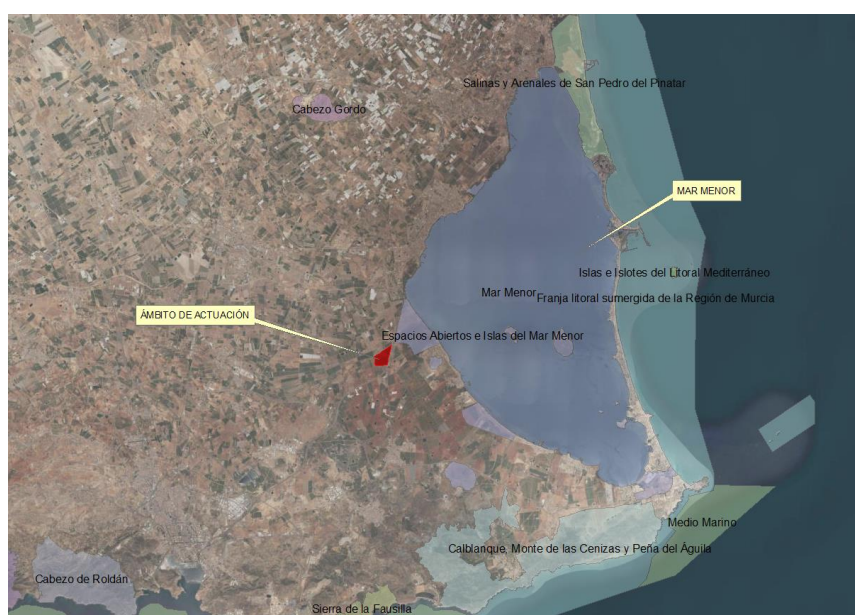 Salinas y Arenales de San Pedro del Pinatar
Cabezo Gordo
MAR MENOR
Islas e Islotes del Litoral Mediterráneo
Mar Menor
Franja litoral sumergida de la Región de Murcia
ÁMBITO DE ACTUACIÓN
Espacios Abiertos e Islas del Mar Menor
Medio Marino
Calblanque, Monte de las Cenizas y Peña del Águila
Cabezo de Roldán
Sierra de la Fausilla